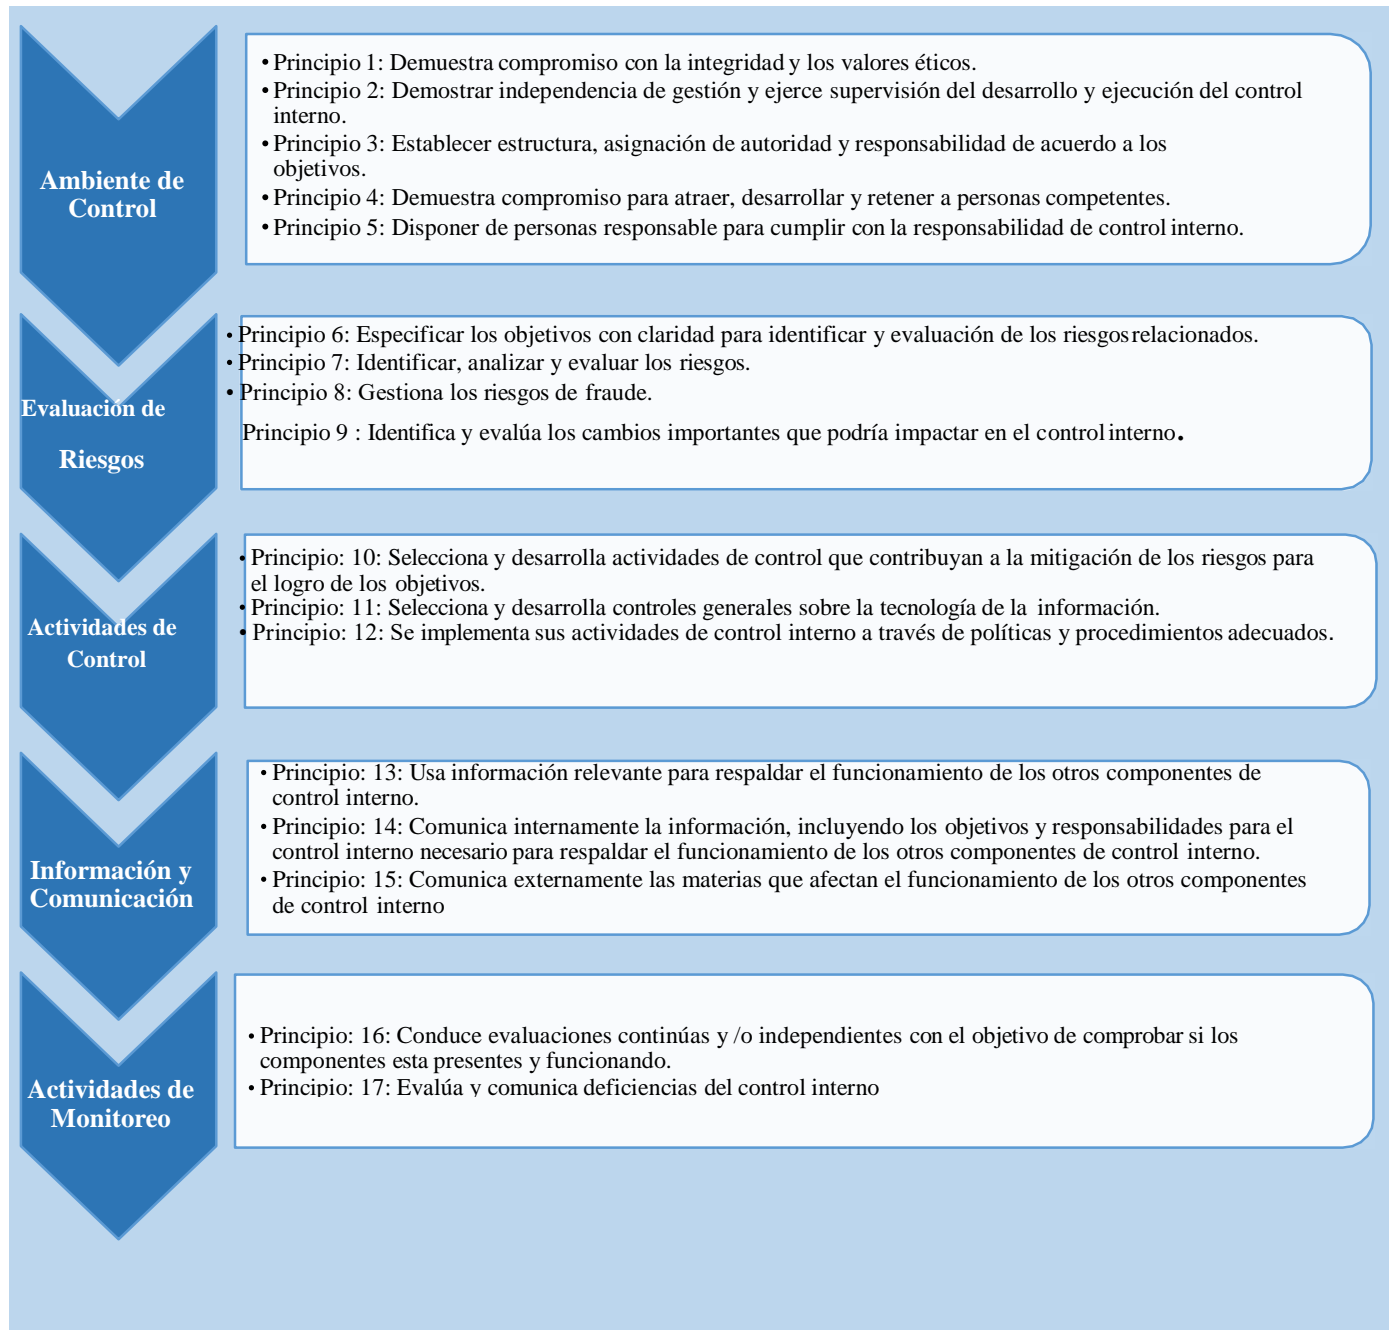 Ambiente de
Control
• Principio 1: Demuestra compromiso con la integridad y los valores éticos.
• Principio 2: Demostrar independencia de gestión y ejerce supervisión del desarrollo y ejecución del control
interno.
• Principio 3: Establecer estructura, asignación de autoridad y responsabilidad de acuerdo a los
objetivos.
• Principio 4: Demuestra compromiso para atraer, desarrollar y retener a personas competentes.
• Principio 5: Disponer de personas responsable para cumplir con la responsabilidad de control interno.
Evaluación de
Riesgos
• Principio 6: Especificar los objetivos con claridad para identificar y evaluación de los riesgos relacionados.
• Principio 7: Identificar, analizar y evaluar los riesgos.
• Principio 8: Gestiona los riesgos de fraude.
Principio 9 : Identifica y evalúa los cambios importantes que podría impactar en el control interno.
Actividades de
Control
• Principio: 10: Selecciona y desarrolla actividades de control que contribuyan a la mitigación de los riesgos para
el logro de los objetivos.
• Principio: 11: Selecciona y desarrolla controles generales sobre la tecnología de la información.
• Principio: 12: Se implementa sus actividades de control interno a través de políticas y procedimientos adecuados.
Información y
Comunicación
• Principio: 13: Usa información relevante para respaldar el funcionamiento de los otros componentes de
control interno.
• Principio: 14: Comunica internamente la información, incluyendo los objetivos y responsabilidades para el
control interno necesario para respaldar el funcionamiento de los otros componentes de control interno.
• Principio: 15: Comunica externamente las materias que afectan el funcionamiento de los otros componentes
de control interno
Actividades de
Monitoreo
• Principio: 16: Conduce evaluaciones continúas y /o independientes con el objetivo de comprobar si los
componentes esta presentes y funcionando.
• Principio: 17: Evalúa y comunica deficiencias del control interno